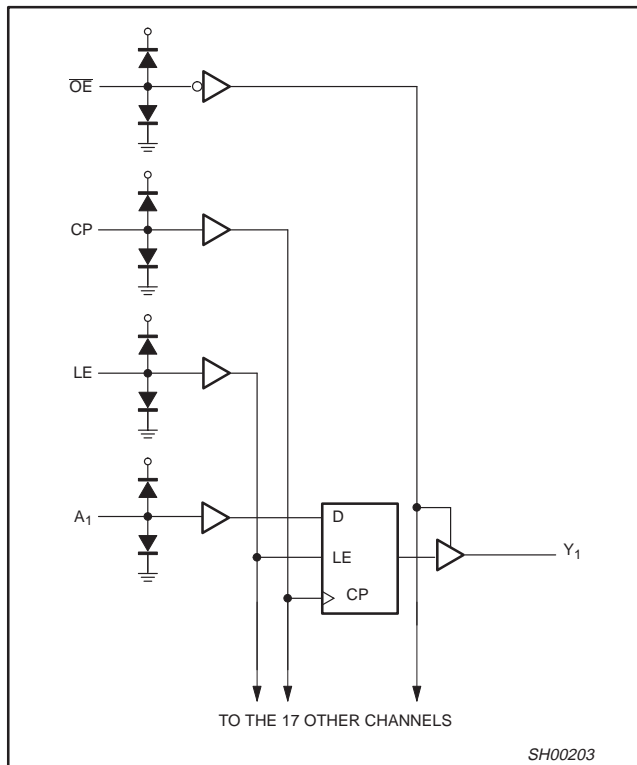 OE
CP
LE
A1
D
LE
CP
Y1
TO THE 17 OTHER CHANNELS
SH00203